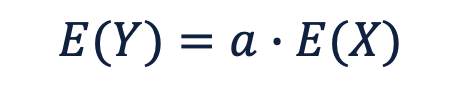 E(Y) = a · E(X)